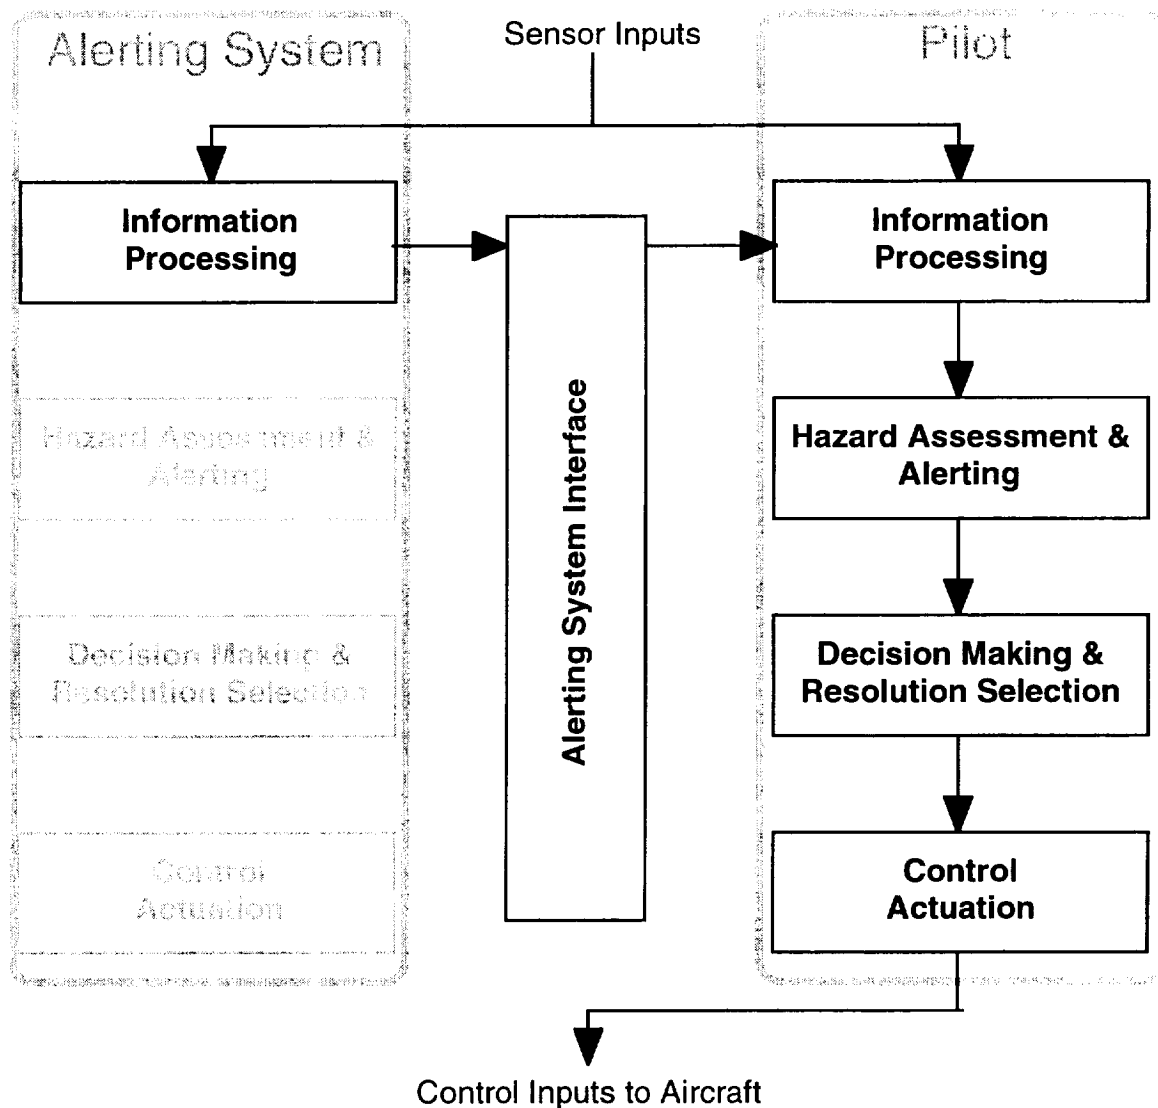 Alerting System
Sensor Inputs
Pilot
Information
Processing
Information
Processing
Hazard Assessment &
Alerting
Alerting System Interface
Hazard Assessment &
Alerting
Decision Making &
Resolution Selection
Decision Making &
Resolution Selection
Control
Actuation
Control
Actuation
Control Inputs to Aircraft